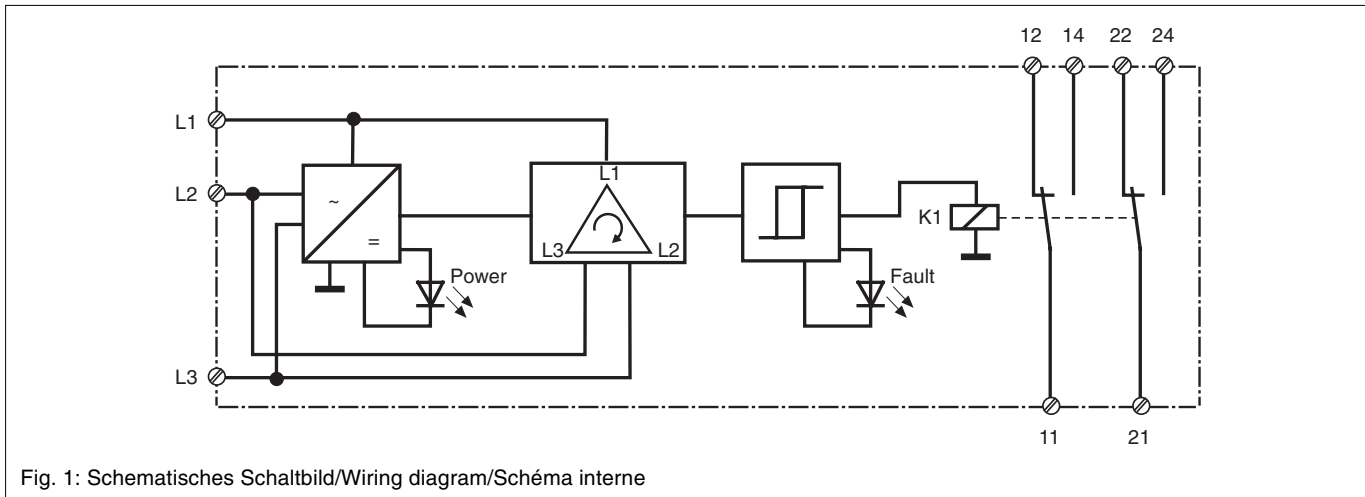 12 14 22 24
L1
L1
L2
~
K1
L3 L2
=
Power
Fault
L3
11 21
Fig. 1: Schematisches Schaltbild/Wiring diagram/Schéma interne